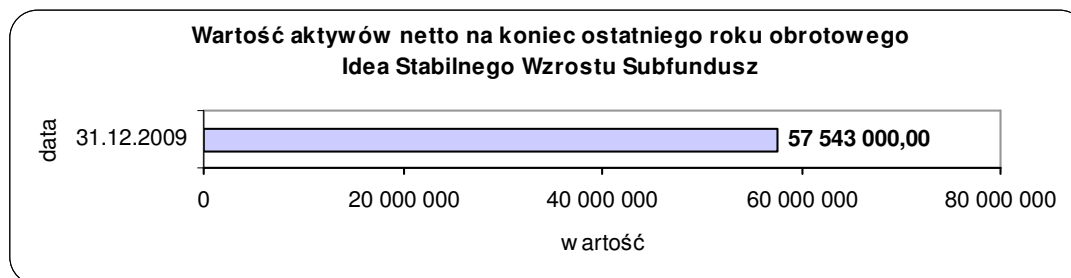 Wartość aktywów netto na koniec ostatniego roku obrotowego
Idea Stabilnego Wzrostu Subfundusz
data
31.12.2009
57 543 000,00
0 20 000 000 40 000 000 60 000 000 80 000 000
wartość